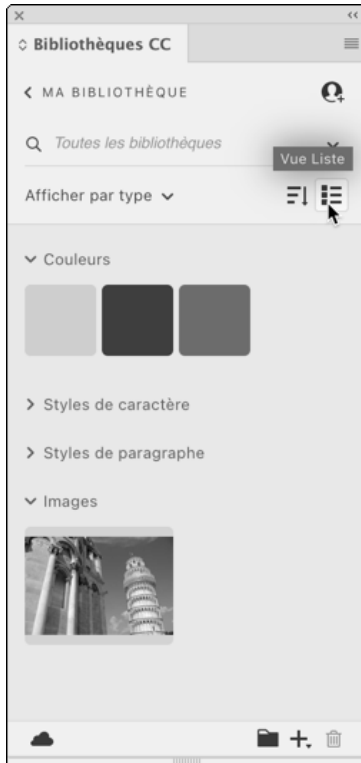 Bibliothèques CC
MA BIBLIOTHÈQUE
Toutes les bibliothèques
Vue Liste
Afficher par type
Couleurs
Styles de caractère
Styles de paragraphe
Images